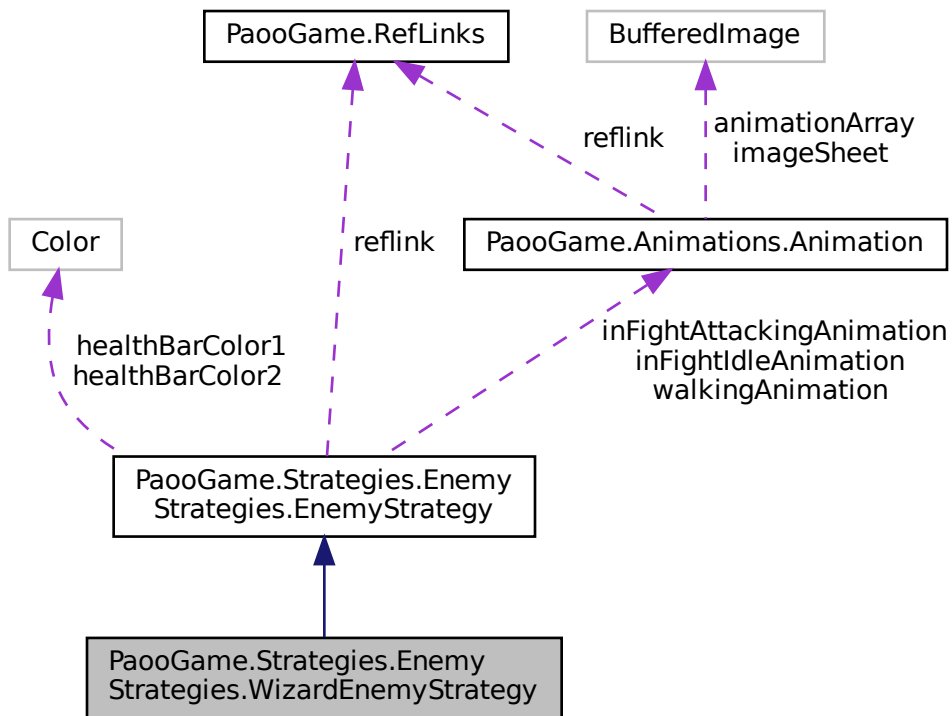 PaooGame.RefLinks
BufferedImage
reflink
animationArray
imageSheet
Color
reflink
PaooGame.Animations.Animation
healthBarColor1
healthBarColor2
inFightAttackingAnimation
inFightIdleAnimation
walkingAnimation
PaooGame.Strategies.Enemy
Strategies.EnemyStrategy
PaooGame.Strategies.Enemy
Strategies.WizardEnemyStrategy